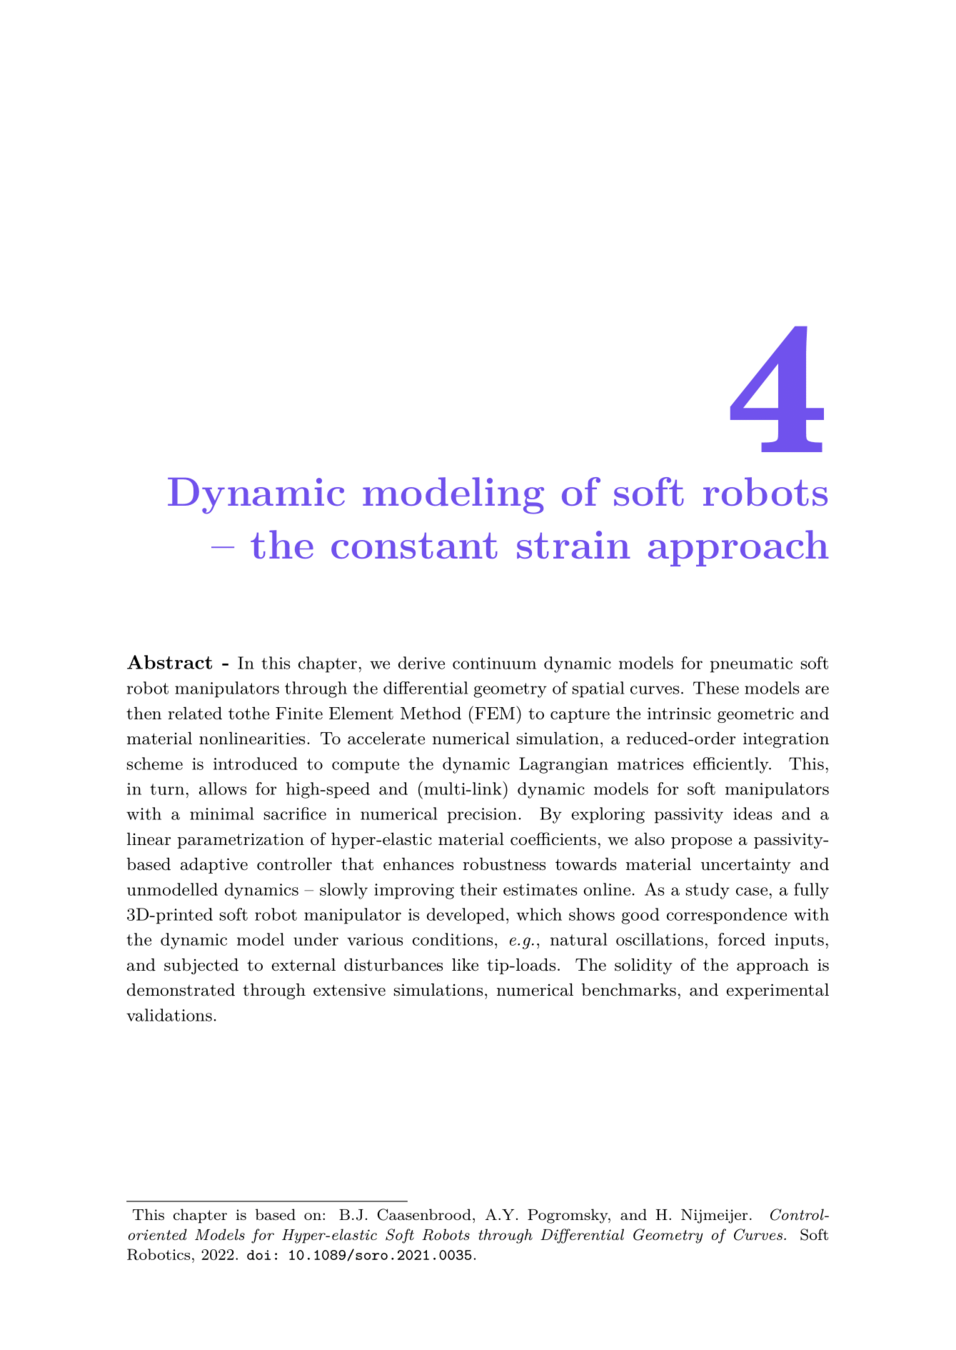 4
Dynamic modeling of soft robots
– the constant strain approach
Abstract - In this chapter, we derive continuum dynamic models for pneumatic soft
robot manipulators through the differential geometry of spatial curves. These models are
then related tothe Finite Element Method (FEM) to capture the intrinsic geometric and
material nonlinearities. To accelerate numerical simulation, a reduced-order integration
scheme is introduced to compute the dynamic Lagrangian matrices efficiently. This,
in turn, allows for high-speed and (multi-link) dynamic models for soft manipulators
with a minimal sacrifice in numerical precision. By exploring passivity ideas and a
linear parametrization of hyper-elastic material coefficients, we also propose a passivity-
based adaptive controller that enhances robustness towards material uncertainty and
unmodelled dynamics – slowly improving their estimates online. As a study case, a fully
3D-printed soft robot manipulator is developed, which shows good correspondence with
the dynamic model under various conditions, e.g., natural oscillations, forced inputs,
and subjected to external disturbances like tip-loads. The solidity of the approach is
demonstrated through extensive simulations, numerical benchmarks, and experimental
validations.
This chapter is based on: B.J. Caasenbrood, A.Y. Pogromsky, and H. Nijmeijer. Control-
oriented Models for Hyper-elastic Soft Robots through Differential Geometry of Curves. Soft
Robotics, 2022. doi: 10.1089/soro.2021.0035.